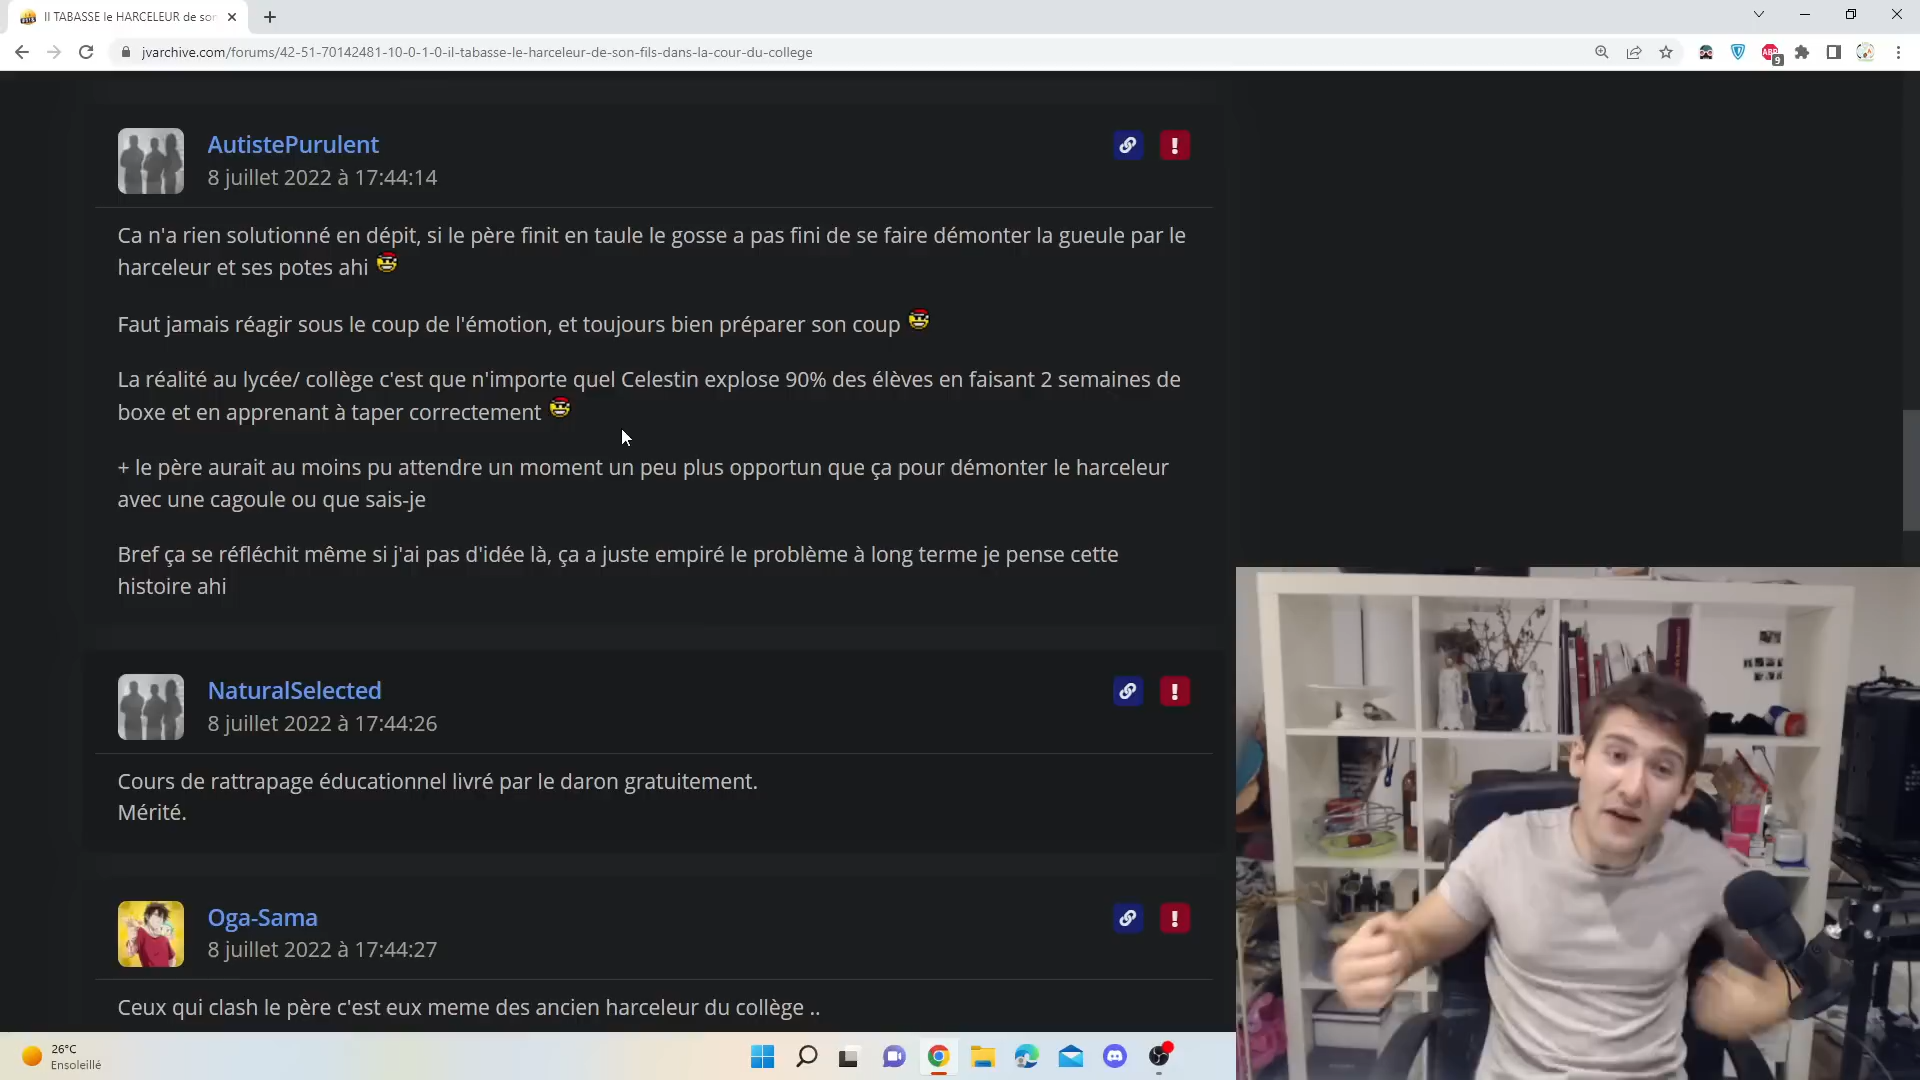 Il TABASSE le HARCELEUR de son
jvarchive.com/forums/42-51-70142481-10-0-1-0-il-tabasse-le-harceleur-de-son-fils-dans-la-cour-du-college
ABP
9
AutistePurulent
8 juillet 2022 à 17:44:14
Ca n'a rien solutionné en dépit, si le père finit en taule le gosse a pas fini de se faire démonter la gueule par le
harceleur et ses potes ahi
Faut jamais réagir sous le coup de l'émotion, et toujours bien préparer son coup
La réalité au lycée/ collège c'est que n'importe quel Celestin explose 90% des élèves en faisant 2 semaines de
boxe et en apprenant à taper correctement
+ le père aurait au moins pu attendre un moment un peu plus opportun que ça pour démonter le harceleur
avec une cagoule ou que sais-je
Bref ça se réfléchit même si j'ai pas d'idée là, ça a juste empiré le problème à long terme je pense cette
histoire ahi
NaturalSelected
8 juillet 2022 à 17:44:26
Cours de rattrapage éducationnel livré par le daron gratuitement.
Mérité.
Oga-Sama
8 juillet 2022 à 17:44:27
Ceux qui clash le père c'est eux meme des ancien harceleur du collège ..
26°C
Ensoleillé